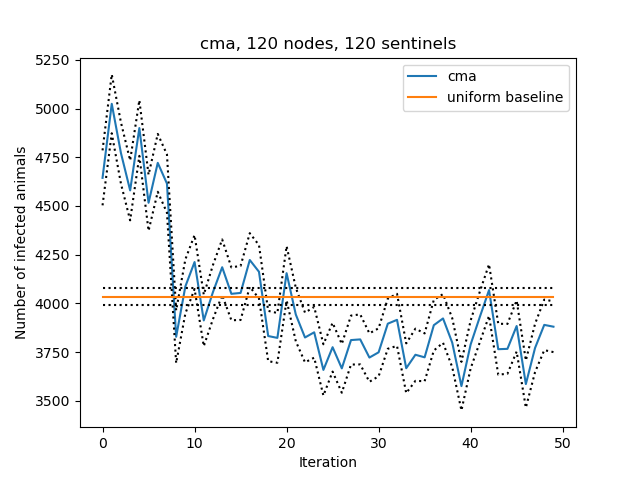 cma, 120 nodes, 120 sentinels
5250
5000
4750
4500
4250
4000
3750
3500
Number of infected animals
cma
uniform baseline
0 10 20 30 40 50
Iteration